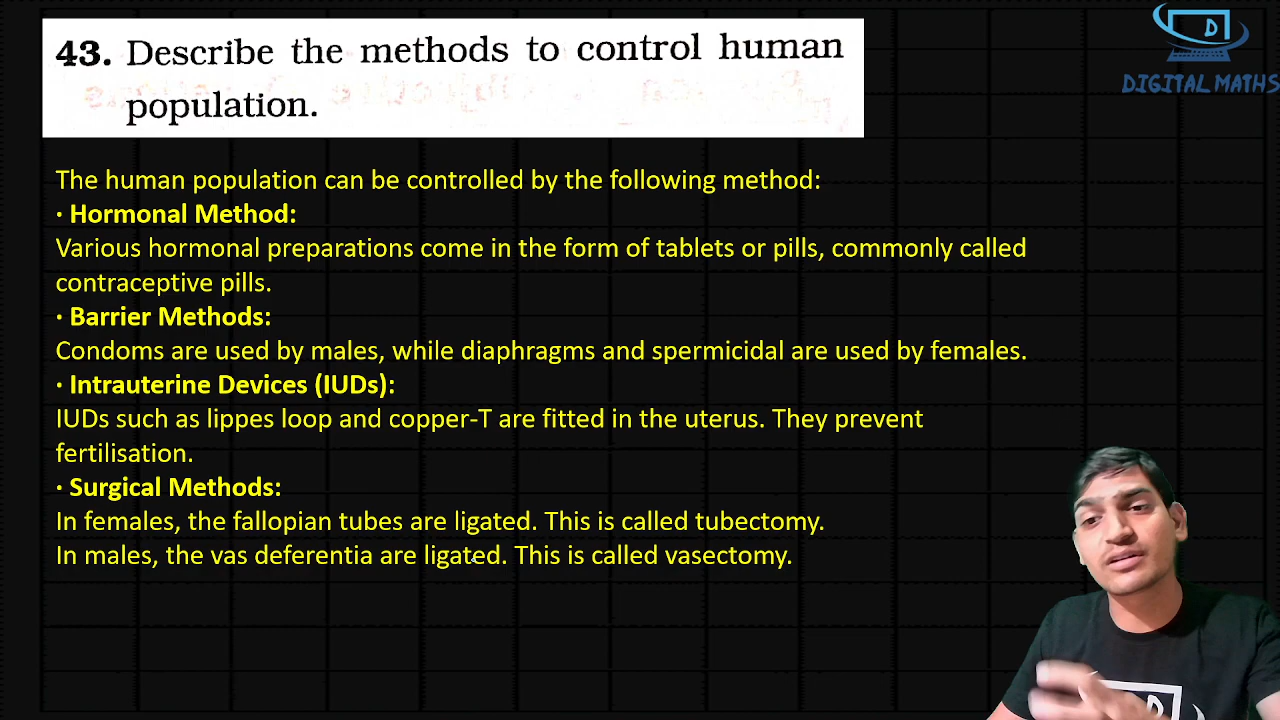 43. Describe the methods to control human
population.
DIGITAL MATHS
The human population can be controlled by the following method:
· Hormonal Method:
Various hormonal preparations come in the form of tablets or pills, commonly called
contraceptive pills.
· Barrier Methods:
Condoms are used by males, while diaphragms and spermicidal are used by females.
· Intrauterine Devices (IUDs):
IUDs such as lippes loop and copper-T are fitted in the uterus. They prevent
fertilisation.
· Surgical Methods:
In females, the fallopian tubes are ligated. This is called tubectomy.
In males, the vas deferentia are ligated. This is called vasectomy.